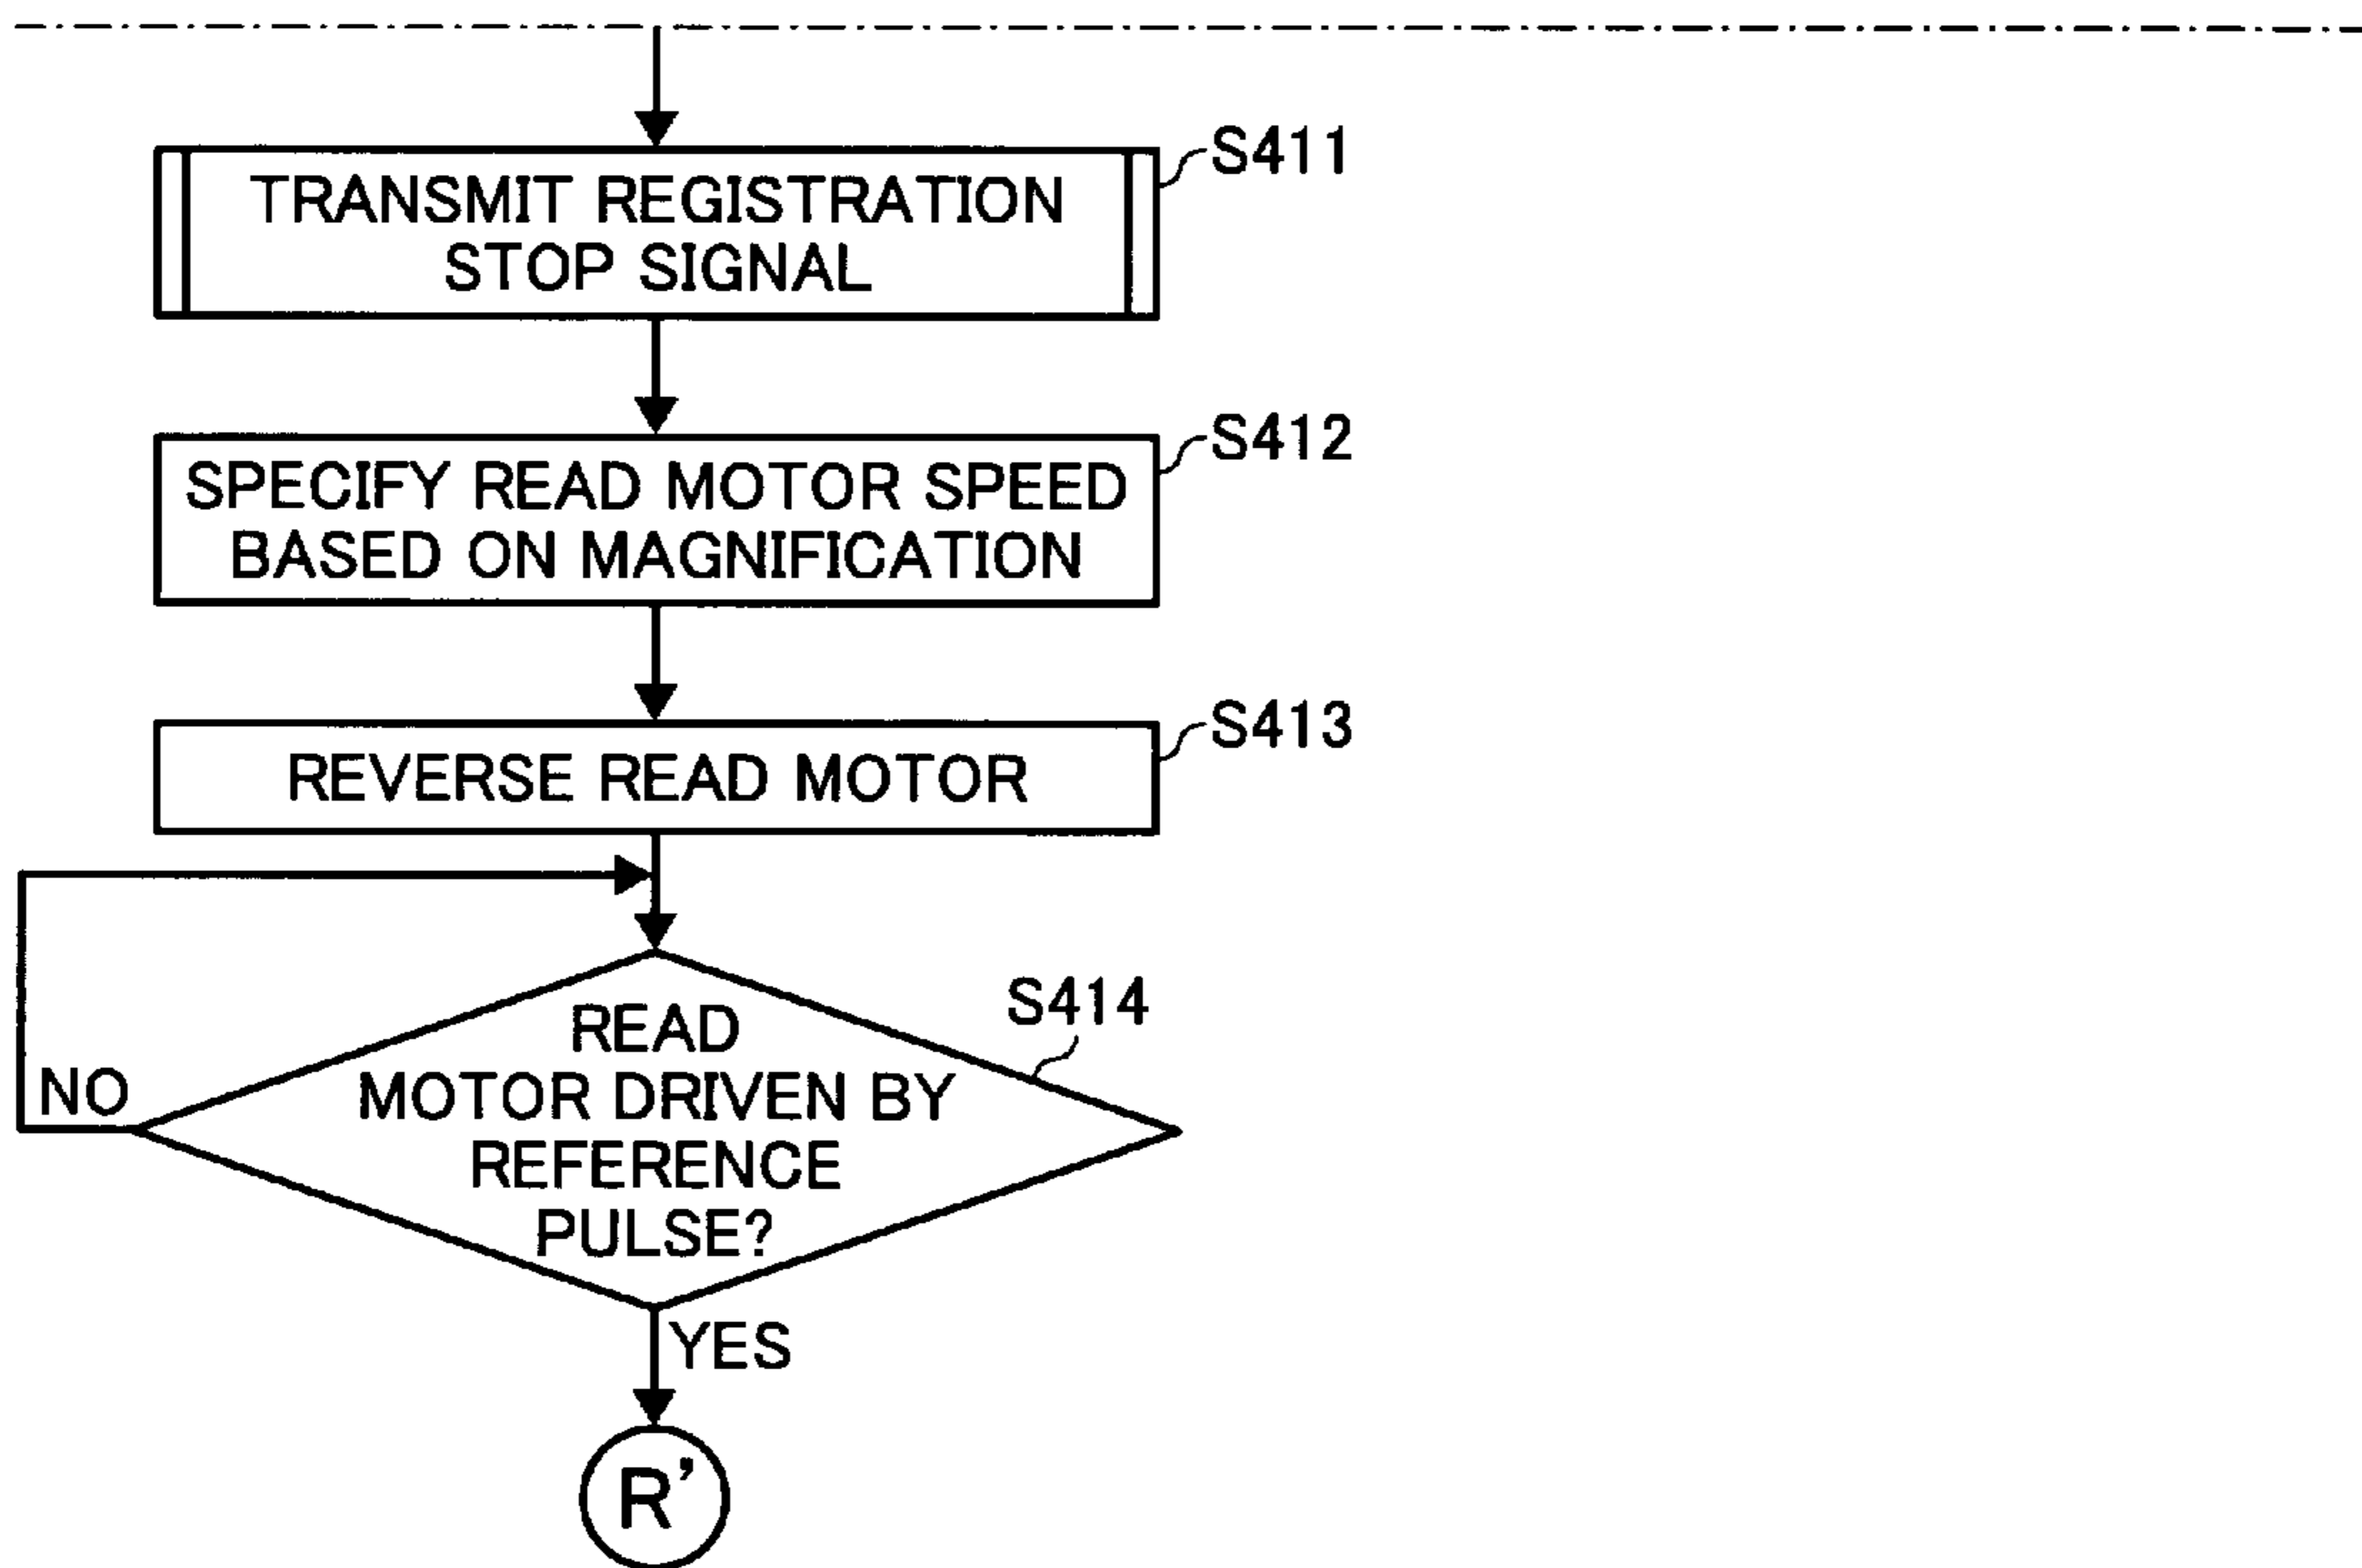 S411
TRANSMIT REGISTRATION
STOP SIGNAL
S412
SPECIFY READ MOTOR SPEED
BASED ON MAGNIFICATION
S413
REVERSE READ MOTOR
S414
READ
MOTOR DRIVEN BY
REFERENCE
PULSE?
NO
YES
R'